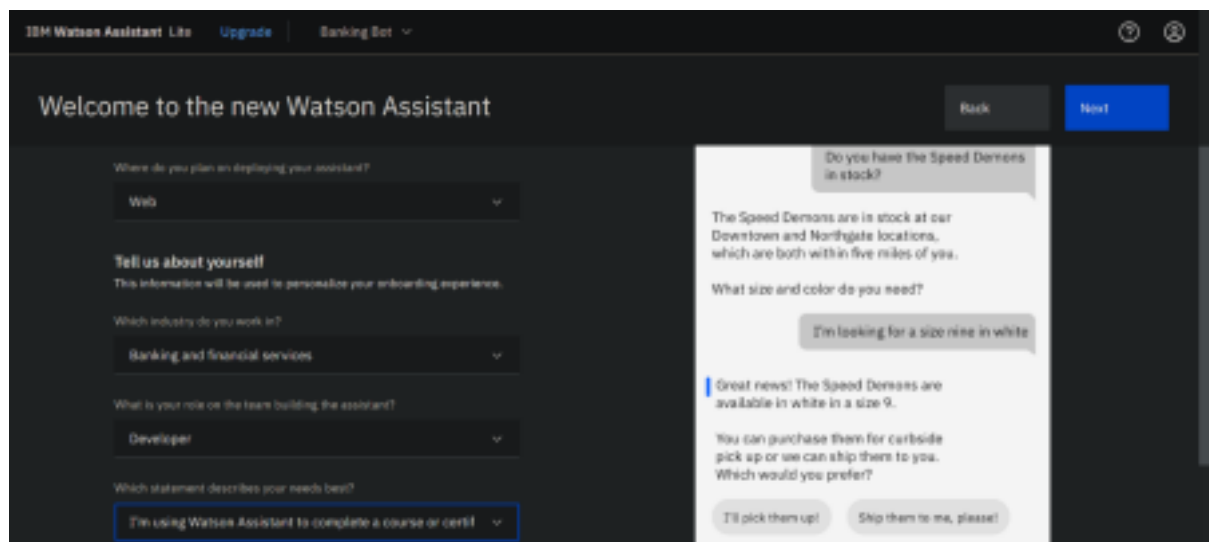 IBM Watson Assistant Lite Upgrade Banking Bot
Welcome to the new Watson Assistant
Back
Next
Where do you plan on deploying your assistant?
Web
Tell us about yourself
This information will be used to personalize your onboarding experience.
Which industry do you work in?
Banking and financial services
What is your role on the team building the assistant?
Developer
Which statement describes your needs best?
I'm using Watson Assistant to complete a course or certif
Do you have the Speed Demons
in stock?
The Speed Demons are in stock at our
Downtown and Northgate locations,
which are both within five miles of you.
What size and color do you need?
I'm looking for a size nine in white
Great news! The Speed Demons are
available in white in a size 9.
You can purchase them for curbside
pick up or we can ship them to you.
Which would you prefer?
I'll pick them up!
Ship them to me, please!